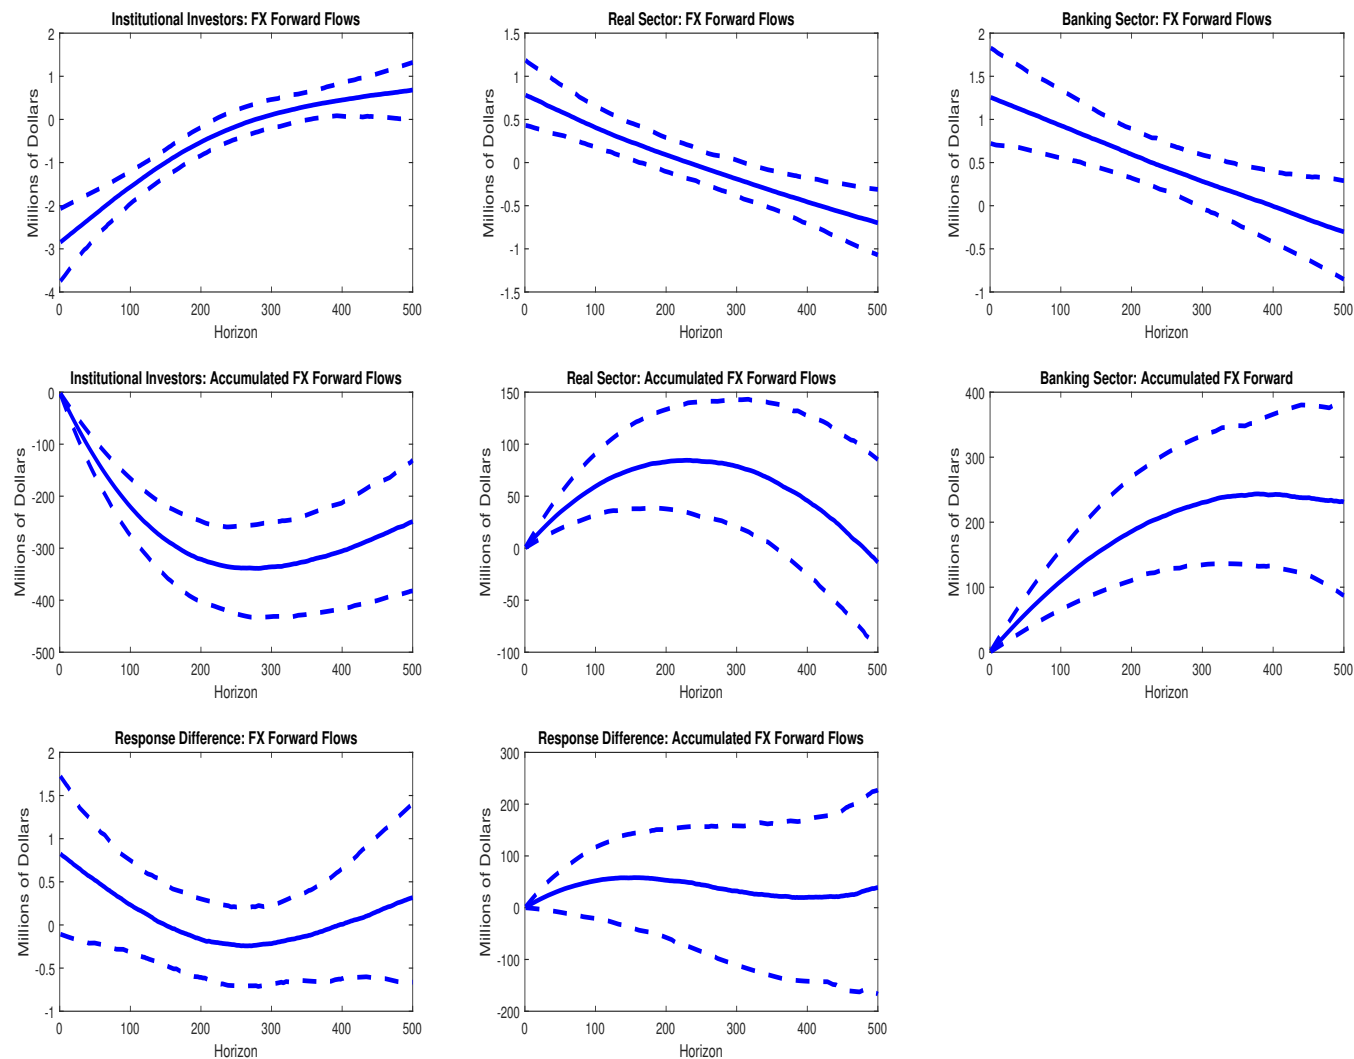 Institutional Investors: FX Forward Flows
Millions of Dollars
2
1
0
-1
-2
-3
-4
0 100 200 300 400 500
Horizon
Real Sector: FX Forward Flows
Millions of Dollars
1.5
1
0.5
0
-0.5
-1
-1.5
0 100 200 300 400 500
Horizon
Banking Sector: FX Forward Flows
Millions of Dollars
2
1.5
1
0.5
0
-0.5
-1
0 100 200 300 400 500
Horizon
Institutional Investors: Accumulated FX Forward Flows
Millions of Dollars
0
-100
-200
-300
-400
-500
0 100 200 300 400 500
Horizon
Real Sector: Accumulated FX Forward Flows
Millions of Dollars
150
100
50
0
-50
-100
0 100 200 300 400 500
Horizon
Banking Sector: Accumulated FX Forward
Millions of Dollars
400
300
200
100
0
0 100 200 300 400 500
Horizon
Response Difference: FX Forward Flows
Millions of Dollars
2
1.5
1
0.5
0
-0.5
-1
0 100 200 300 400 500
Horizon
Response Difference: Accumulated FX Forward Flows
Millions of Dollars
300
200
100
0
-100
-200
0 100 200 300 400 500
Horizon